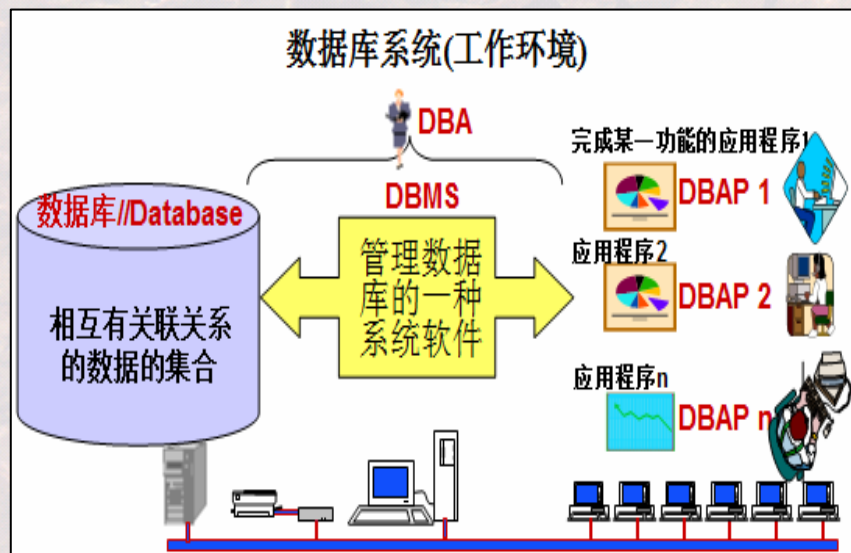 数据库系统(工作环境)
DBA
完成某一功能的应用程序1
数据库//Database
DBMS
DBAP 1
管理数据
库的一种
系统软件
应用程序2
DBAP 2
相互有关联关系
的数据的集合
应用程序n
DBAP n